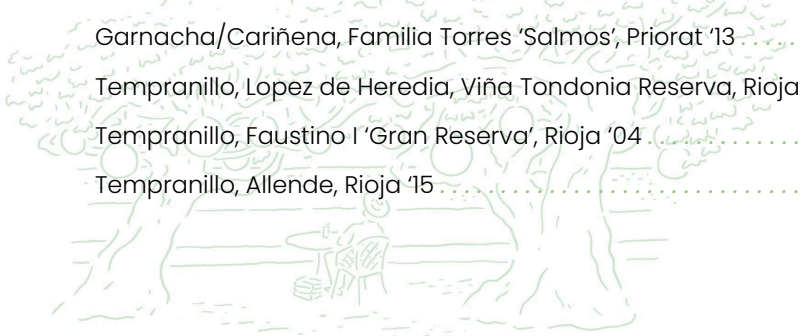 Garnacha/Cariñena, Familia Torres ‘Salmos’, Priorat ‘13 . . . . .
Tempranillo, Lopez de Heredia, Viña Tondonia Reserva, Rioja
Tempranillo, Faustino I ‘Gran Reserva’, Rioja ‘04 . . . . . . . . . . . . . .
Tempranillo, Allende, Rioja ‘15 . . . . . . . . . . . . . . . . . . . . . . . . . . . . . . .